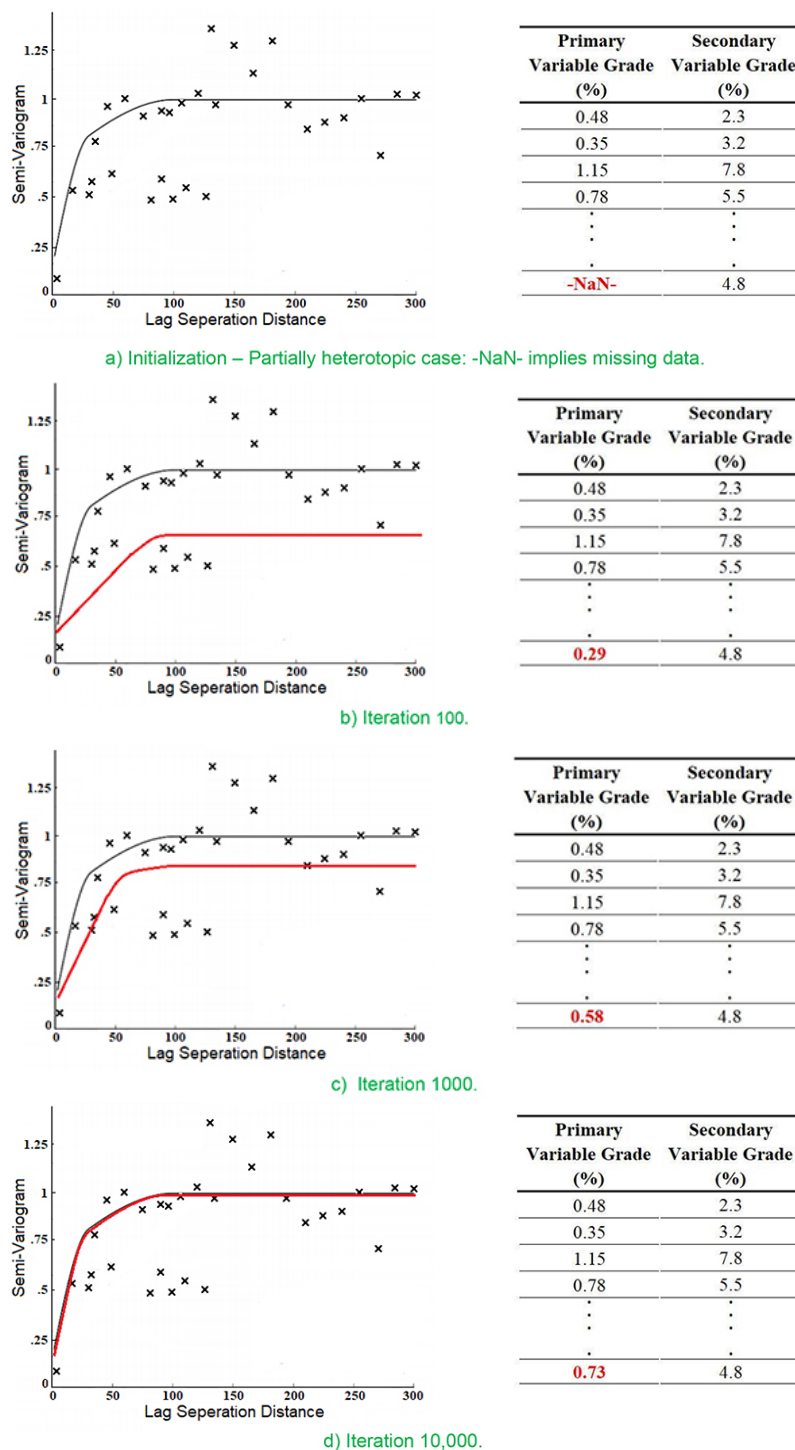 Semi-Variogram
1.25
1
.75
.5
.25
0
0 50 100 150 200 250 300
Lag Seperation Distance
Primary Variable Grade (%) Secondary Variable Grade (%)
0.48 2.3
0.35 3.2
1.15 7.8
0.78 5.5
-NaN- 4.8
a) Initialization – Partially heterotopic case: -NaN- implies missing data.
Semi-Variogram
1.25
1
.75
.5
.25
0
0 50 100 150 200 250 300
Lag Seperation Distance
Primary Variable Grade (%) Secondary Variable Grade (%)
0.48 2.3
0.35 3.2
1.15 7.8
0.78 5.5
0.29 4.8
b) Iteration 100.
Semi-Variogram
1.25
1
.75
.5
.25
0
0 50 100 150 200 250 300
Lag Seperation Distance
Primary Variable Grade (%) Secondary Variable Grade (%)
0.48 2.3
0.35 3.2
1.15 7.8
0.78 5.5
0.58 4.8
c) Iteration 1000.
Semi-Variogram
1.25
1
.75
.5
.25
0
0 50 100 150 200 250 300
Lag Seperation Distance
Primary Variable Grade (%) Secondary Variable Grade (%)
0.48 2.3
0.35 3.2
1.15 7.8
0.78 5.5
0.73 4.8
d) Iteration 10,000.